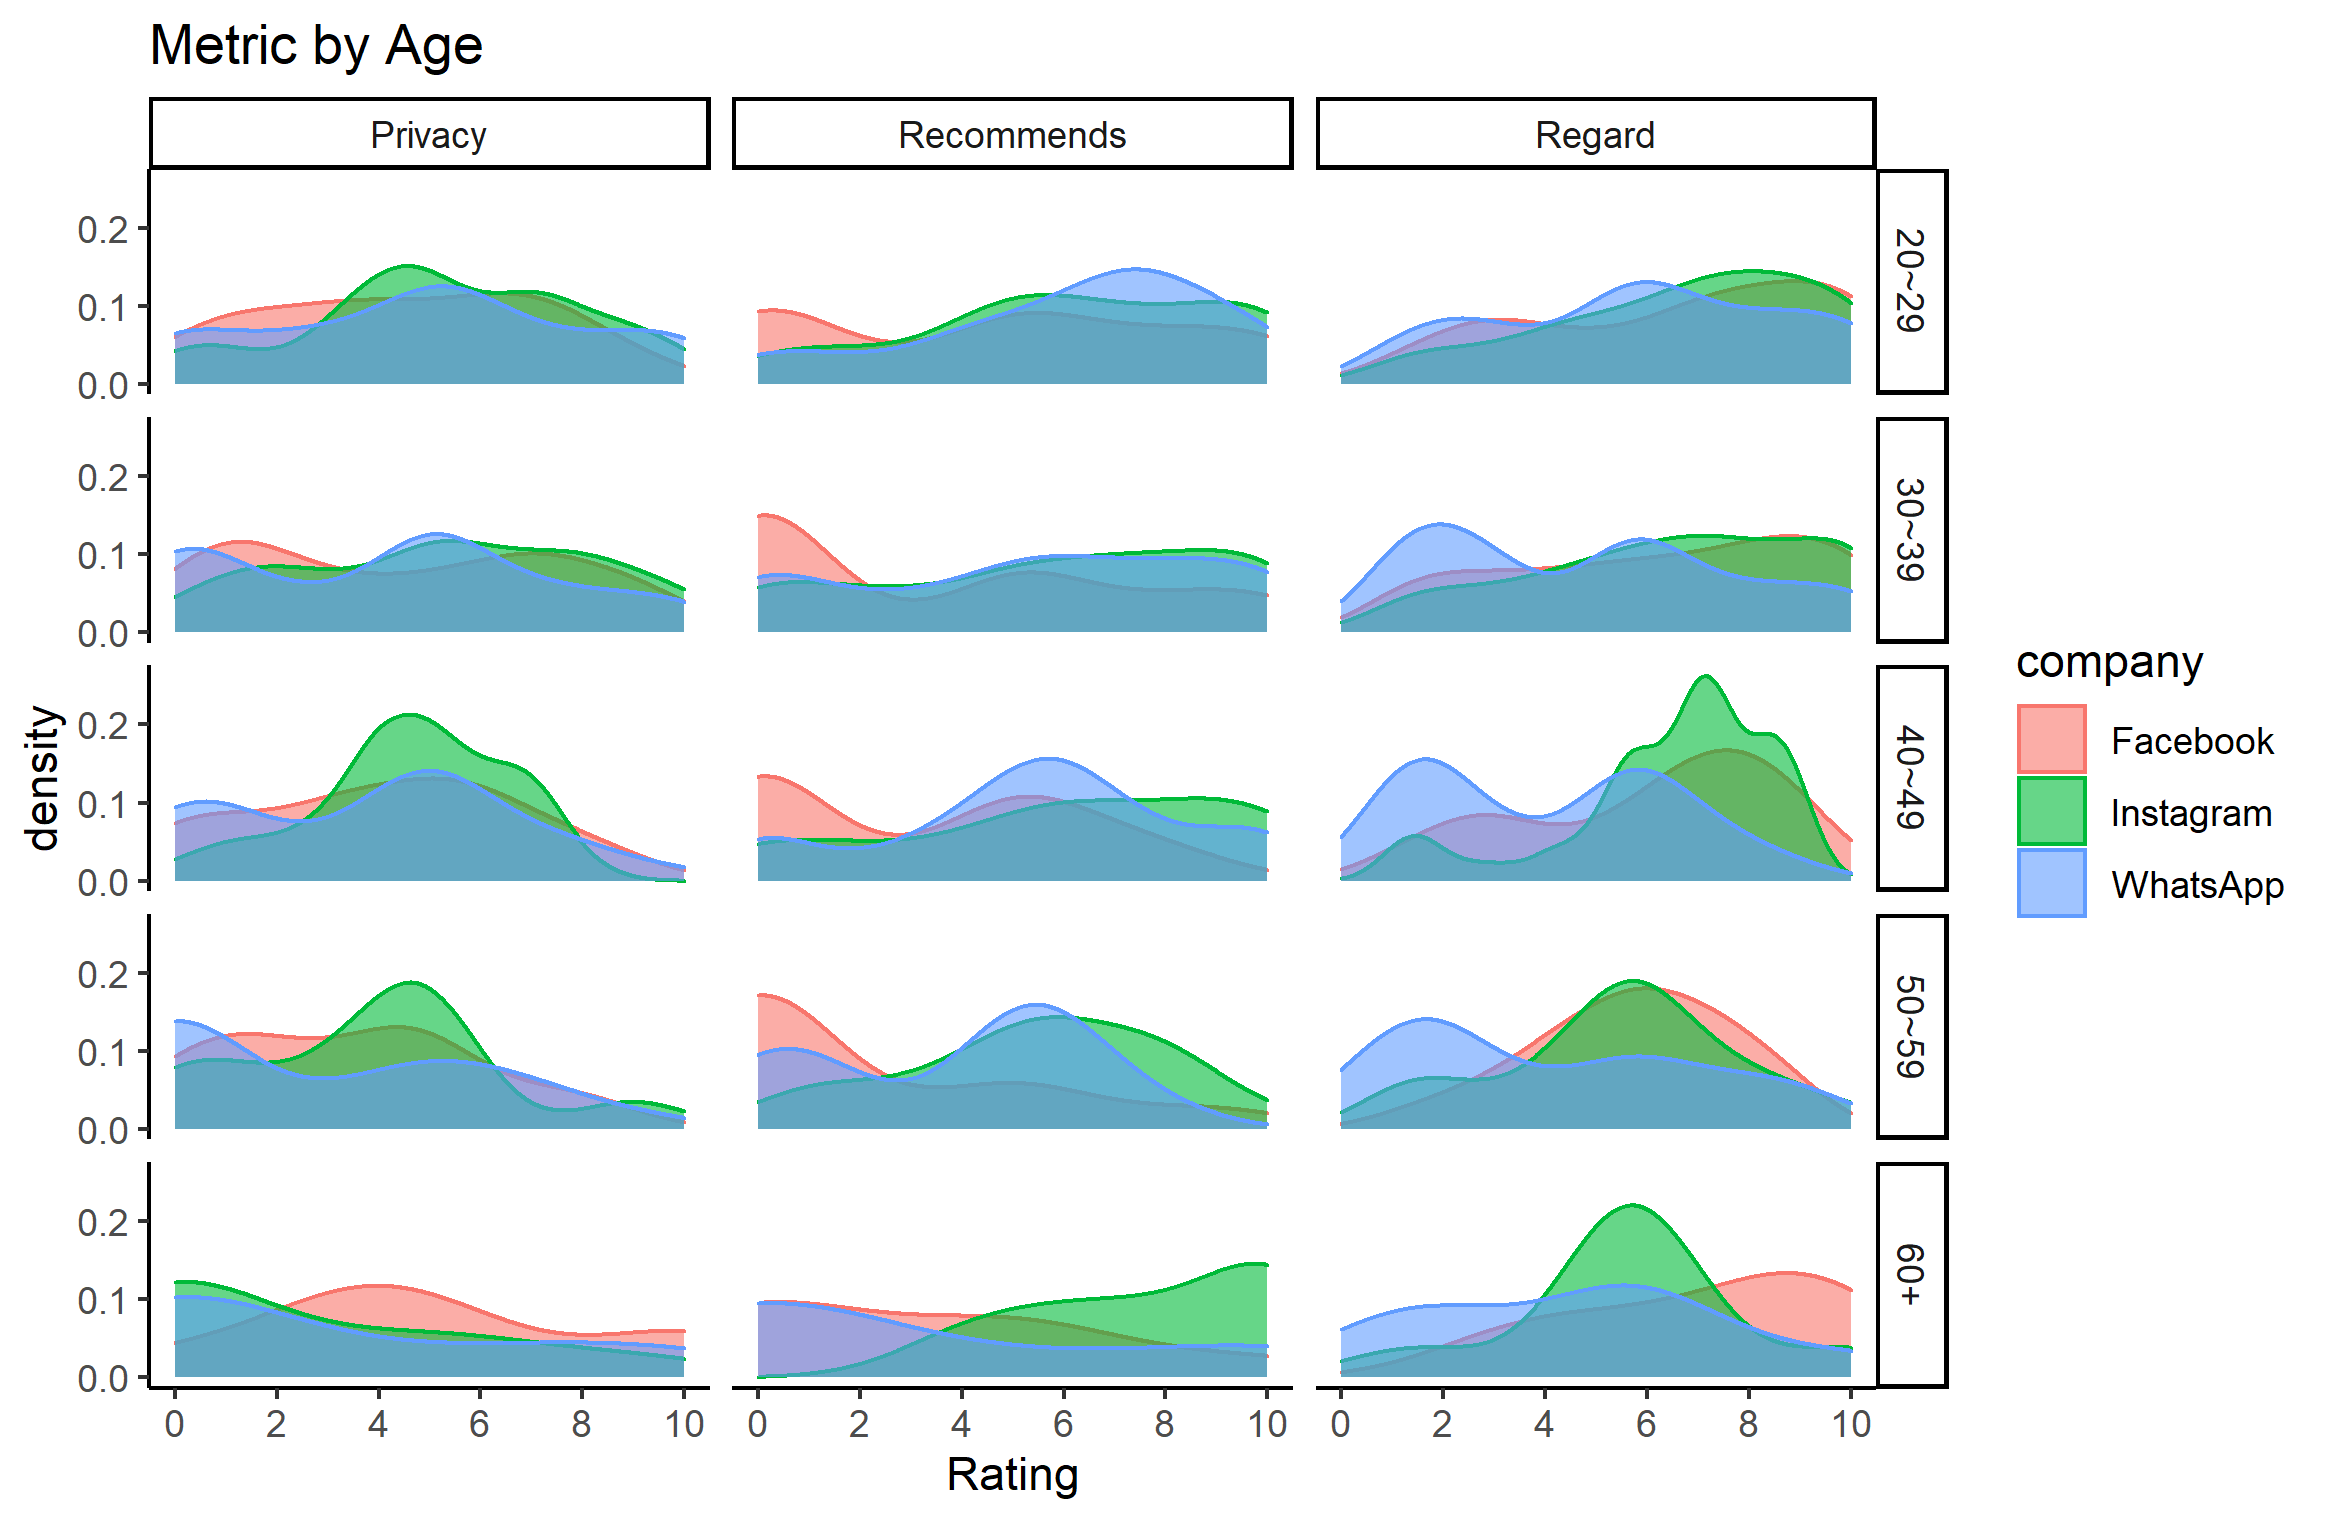 Metric by Age
Privacy Recommends Regard
0.2
0.1
0.0
20~29
0.2
0.1
0.0
30~39
0.2
0.1
0.0
40~49
0.2
0.1
0.0
50~59
0.2
0.1
0.0
60+
density
0 2 4 6 8 10 0 2 4 6 8 10 0 2 4 6 8 10
Rating
company
Facebook
Instagram
WhatsApp